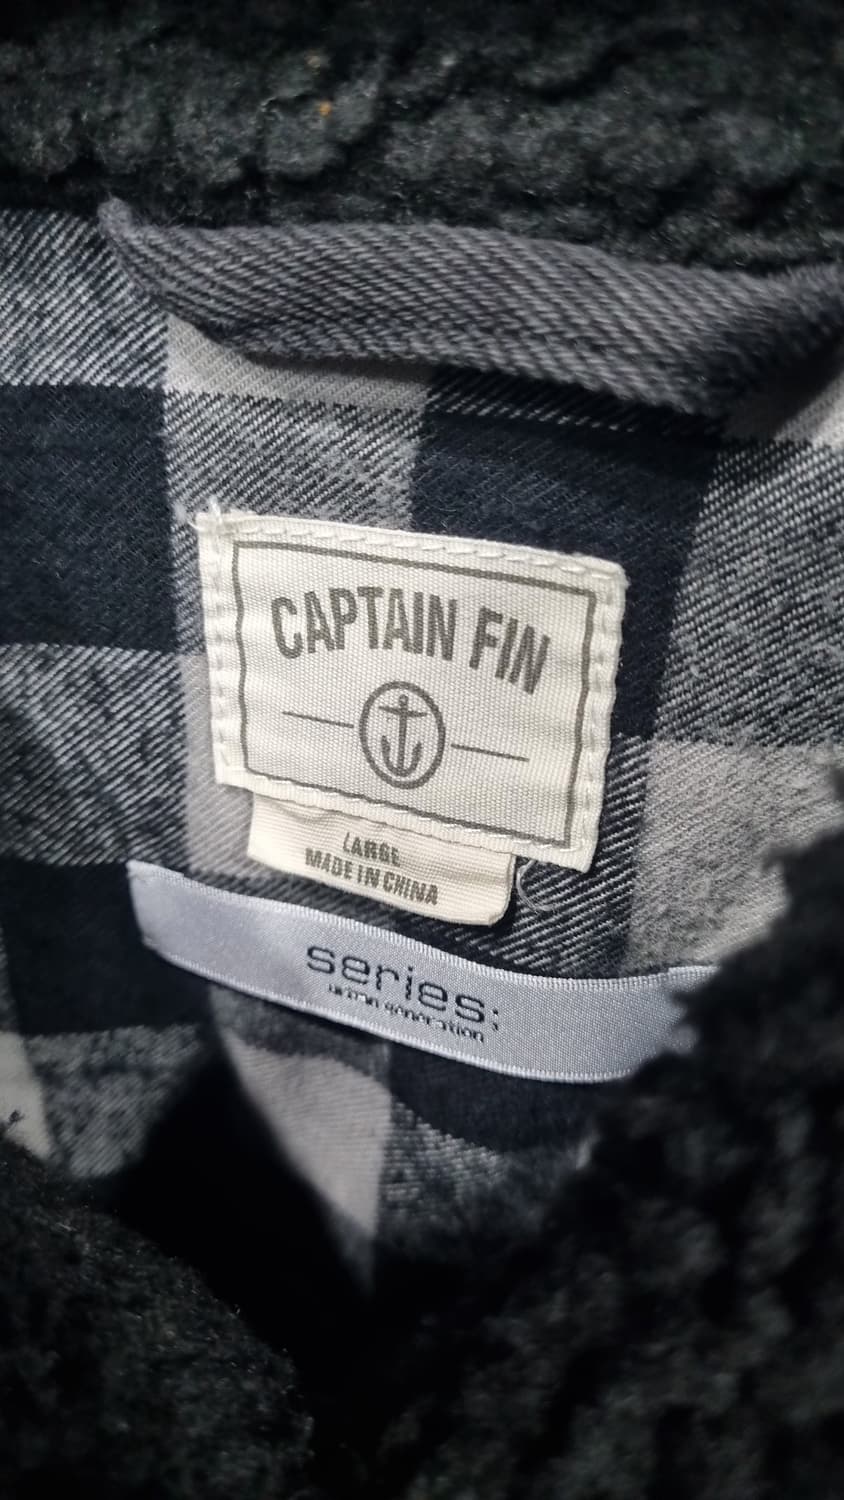 CAPTAIN FIN
LARGE
MADE IN CHINA
series:
urban generation